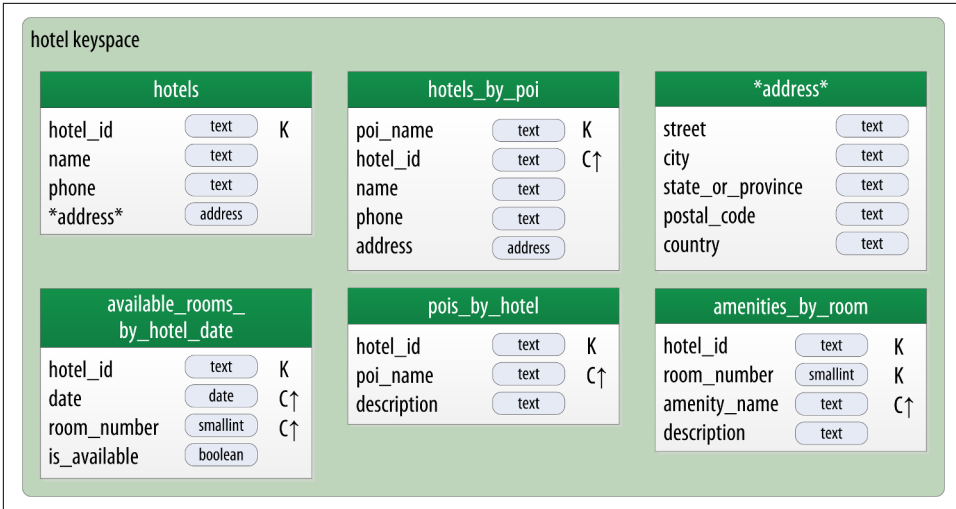 hotel keyspace
hotels
hotel_id text K
name text
phone text
*address* address
hotels_by_poi
poi_name text K
hotel_id text C↑
name text
phone text
address address
*address*
street text
city text
state_or_province text
postal_code text
country text
available_rooms_
by_hotel_date
hotel_id text K
date date C↑
room_number smallint C↑
is_available boolean
pois_by_hotel
hotel_id text K
poi_name text C↑
description text
amenities_by_room
hotel_id text K
room_number smallint K
amenity_name text C↑
description text